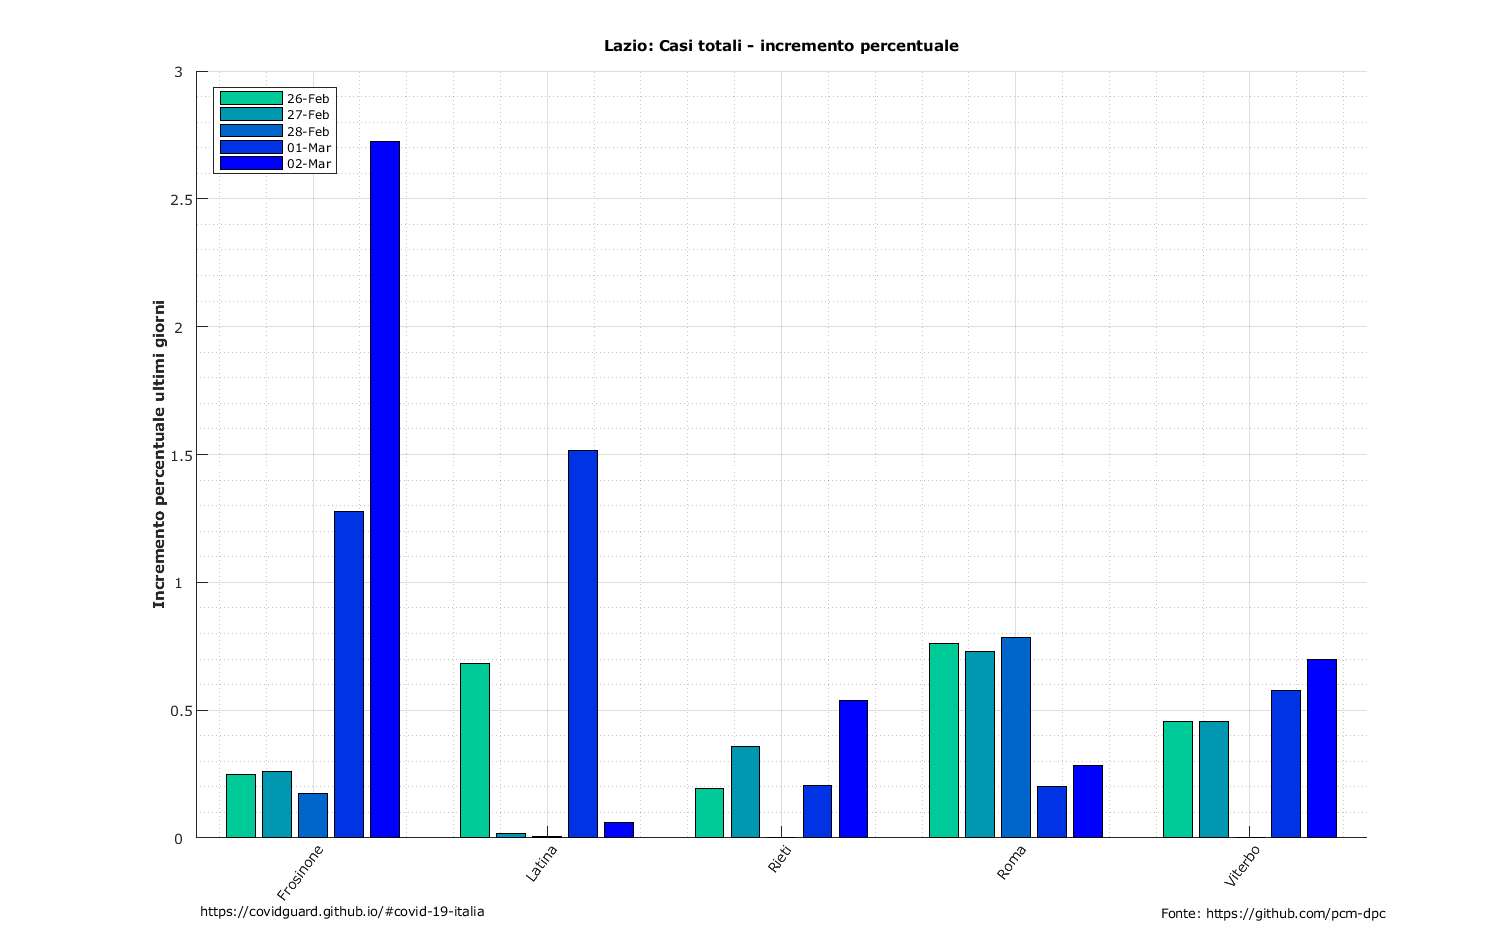 Lazio: Casi totali - incremento percentuale
3
2.5
2
1.5
1
0.5
0
Incremento percentuale ultimi giorni
26-Feb
27-Feb
28-Feb
01-Mar
02-Mar
Frosinone
Latina
Rieti
Roma
Viterbo
https://covidguard.github.io/#covid-19-italia
Fonte: https://github.com/pcm-dpc